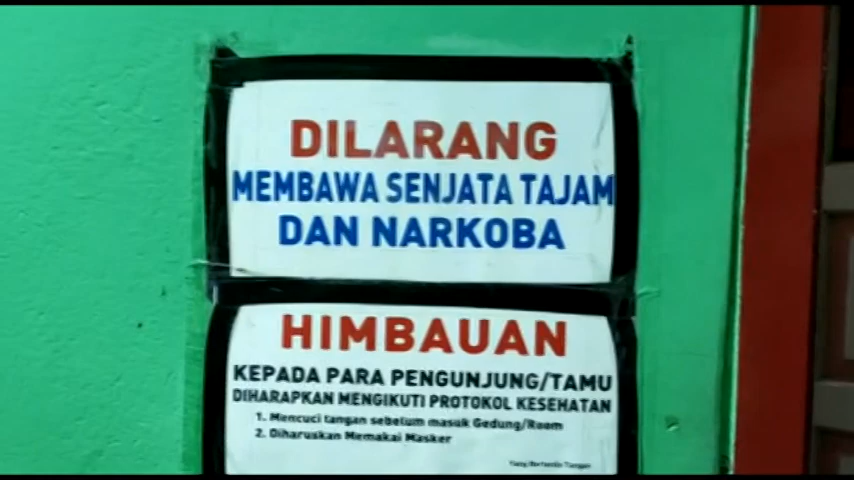 DILARANG
MEMBAWA SENJATA TAJAM
DAN NARKOBA
HIMBAUAN
KEPADA PARA PENGUNJUNG/TAMU
DIHARAPKAN MENGIKUTI PROTOKOL KESEHATAN
1. Mencuci tangan sebelum masuk Gedung/Room
2. Diharuskan Memakai Masker